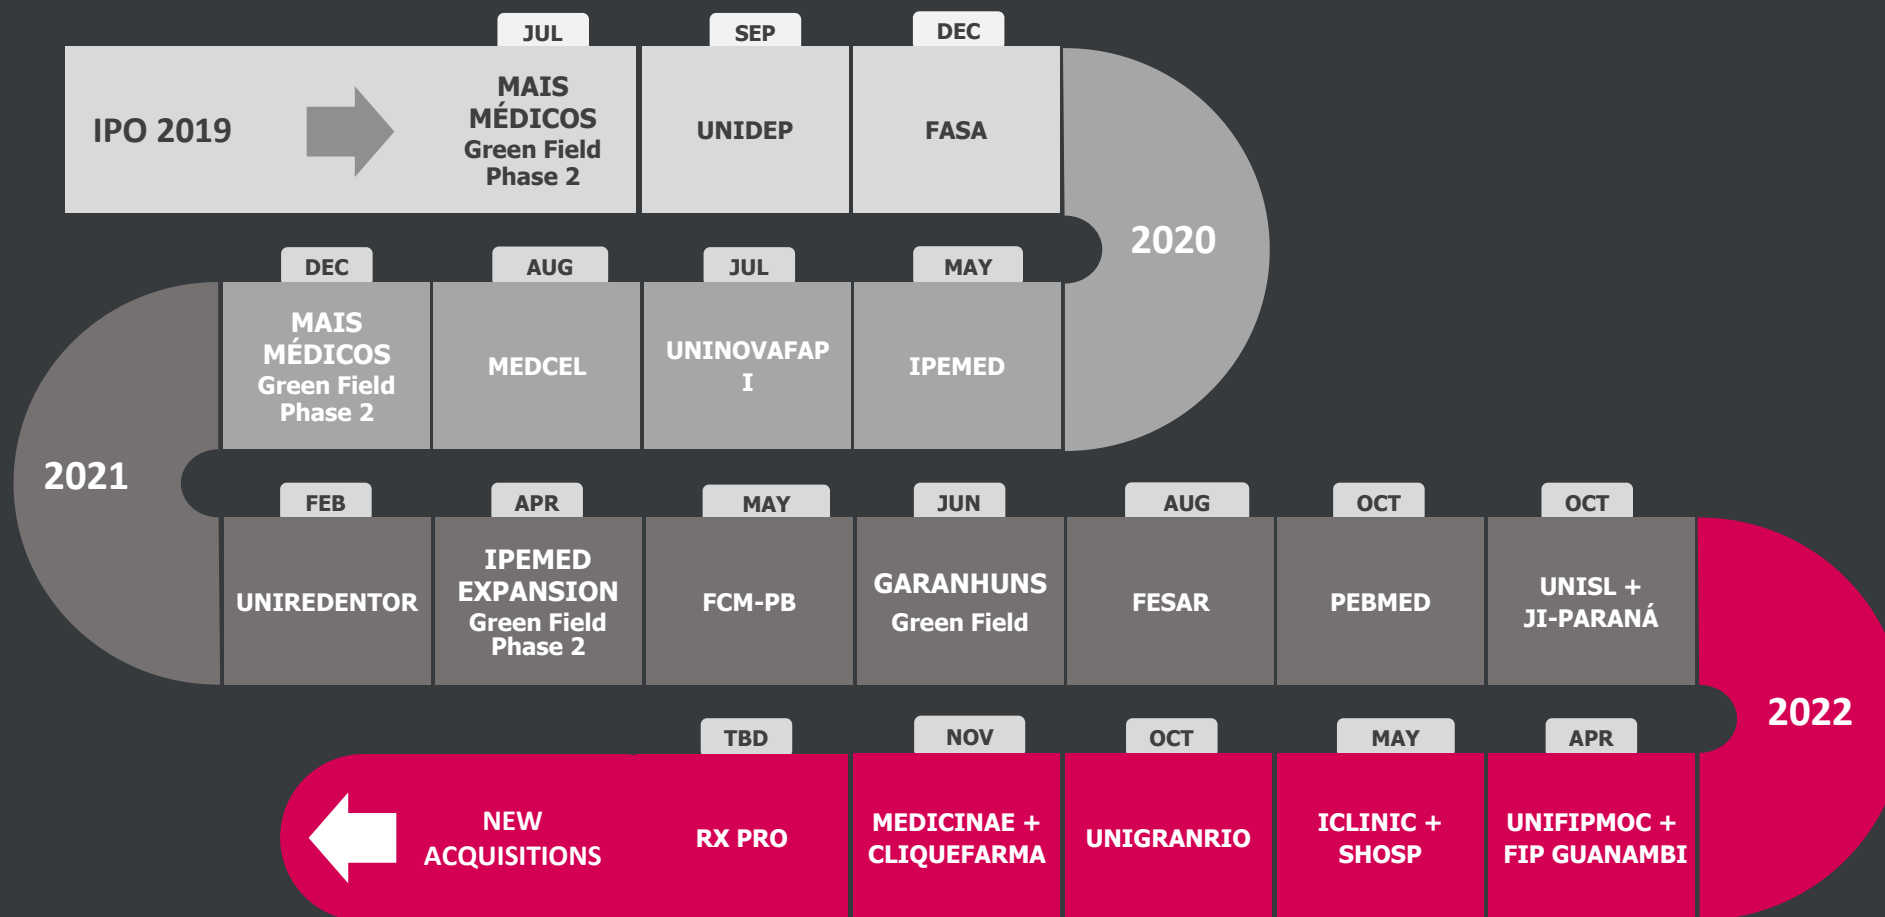 JUL
SEP
DEC
IPO 2019
MAIS
MÉDICOS
Green Field
Phase 2
UNIDEP
FASA
2020
MAY
JUL
AUG
DEC
IPEMED
UNINOVAFAP
I
MEDCEL
MAIS
MÉDICOS
Green Field
Phase 2
2021
FEB
APR
MAY
JUN
AUG
OCT
OCT
UNIREDENTOR
IPEMED
EXPANSION
Green Field
Phase 2
FCM-PB
GARANHUNS
Green Field
FESAR
PEBMED
UNISL +
JI-PARANÁ
2022
APR
MAY
OCT
NOV
TBD
UNIFIPMOC +
FIP GUANAMBI
ICLINIC +
SHOSP
UNIGRANRIO
MEDICINAE +
CLIQUEFARMA
RX PRO
NEW
ACQUISITIONS